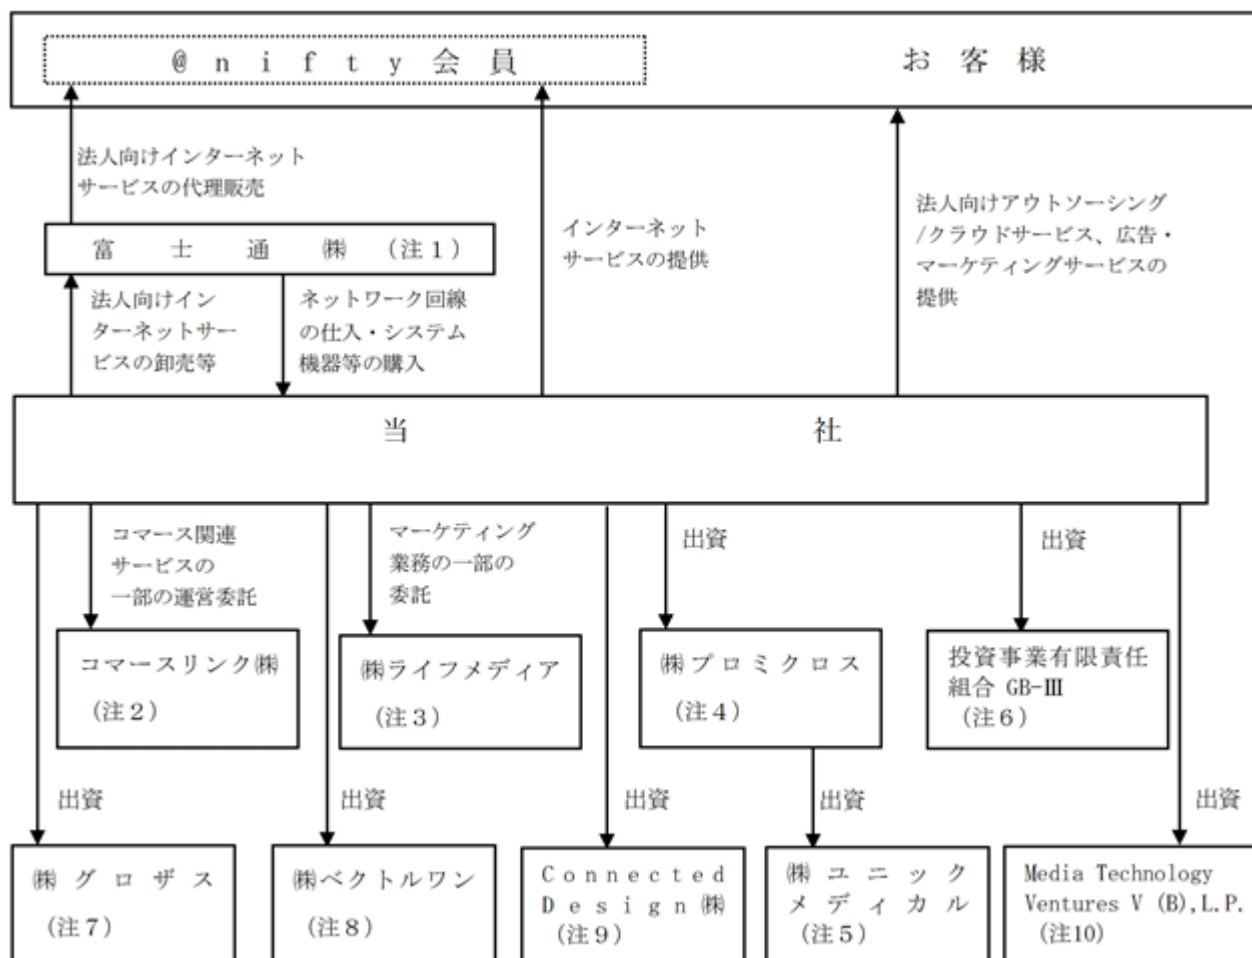 @nifty会員
お客様
法人向けインターネット
サービスの代理販売
インターネット
サービスの提供
法人向けアウトソーシング
/クラウドサービス、広告・
マーケティングサービスの
提供
富士通㈱（注１）
法人向けイン
ターネットサー
ビスの卸売等
ネットワーク回線
の仕入・システム
機器等の購入
当社
コマース関連
サービスの
一部の運営委託
マーケティング
業務の一部の
委託
出資
出資
コマースリンク㈱
（注２）
㈱ライフメディア
（注３）
㈱プロミクロス
（注４）
投資事業有限責任
組合 GB-Ⅲ
（注６）
出資
出資
出資
出資
出資
㈱グロザス
（注７）
㈱ベクトルワン
（注８）
Connected
Design㈱
（注９）
㈱ユニック
メディカル
（注５）
Media Technology
Ventures V (B),L.P.
（注10）